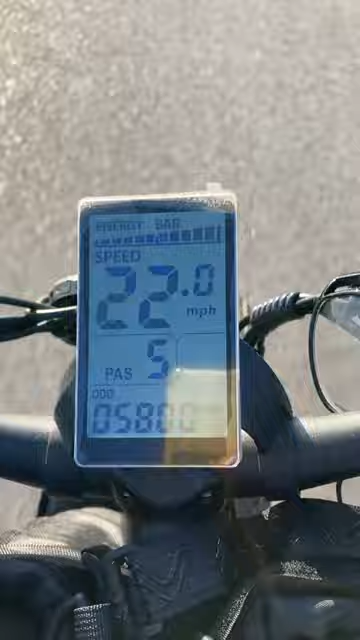 ENERGY BAR
SPEED
22.0
mph
PAS 5
ODO
05800